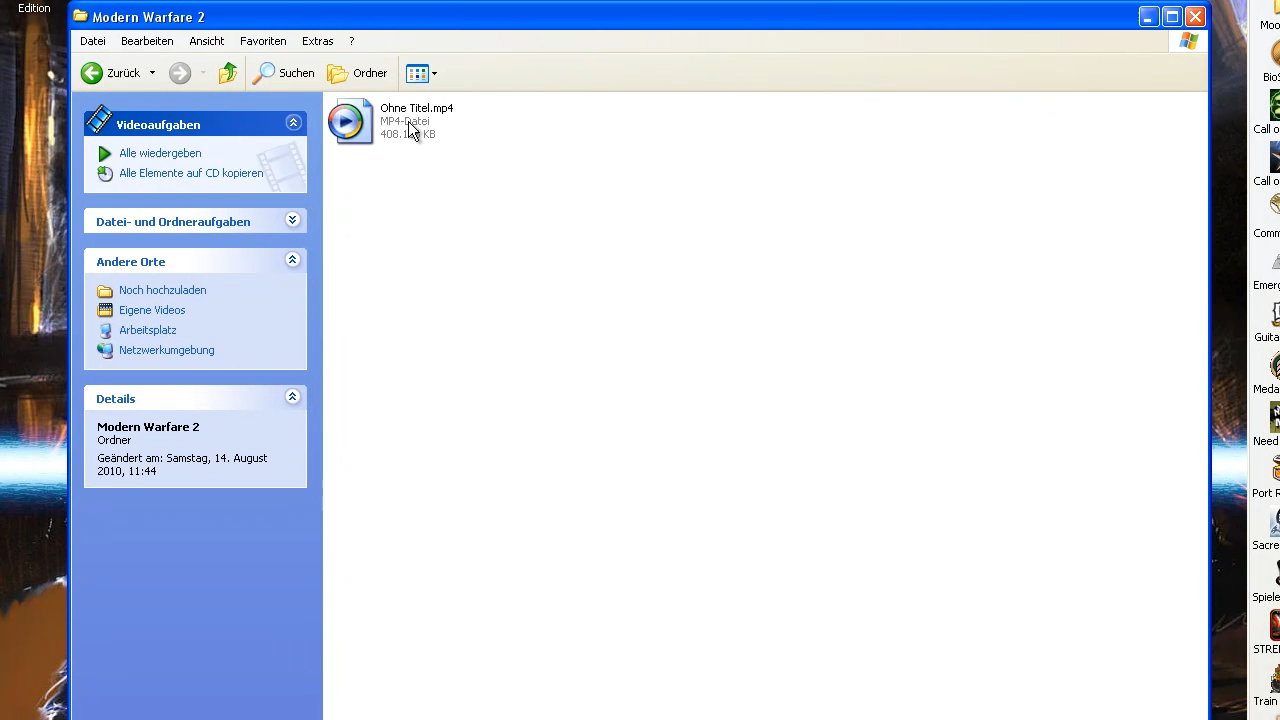 Edition
Modern Warfare 2
Datei Bearbeiten Ansicht Favoriten Extras ?
Zurück Suchen Ordner
Ohne Titel.mp4
MP4-Datei
KB
Videoaufgaben
Alle wiedergeben
Alle Elemente auf CD kopieren
Datei- und Ordneraufgaben
Andere Orte
Noch hochzuladen
Eigene Videos
Arbeitsplatz
Netzwerkumgebung
Details
Modern Warfare 2
Ordner
Geändert am: Samstag, 14. August
2010, 11:44
Moo
BioS
Call o
Call o
Comm
Emerg
Guita
Meda
Need
Port R
Sacre
Spiele
STREE
Train